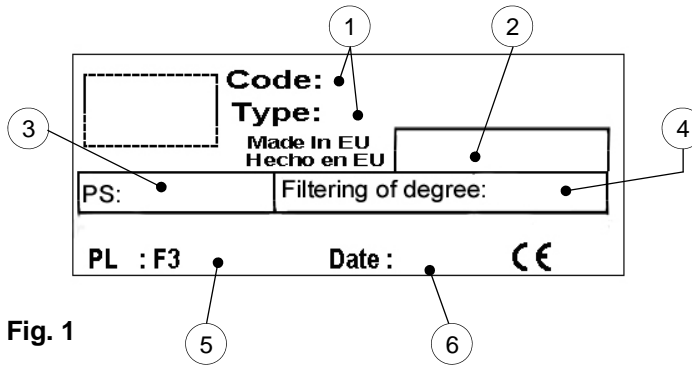 1 2
Code:
Type:
3 4
Made In EU
Hecho en EU
PS: Filtering of degree:
PL : F3 Date : CE
Fig. 1
5 6